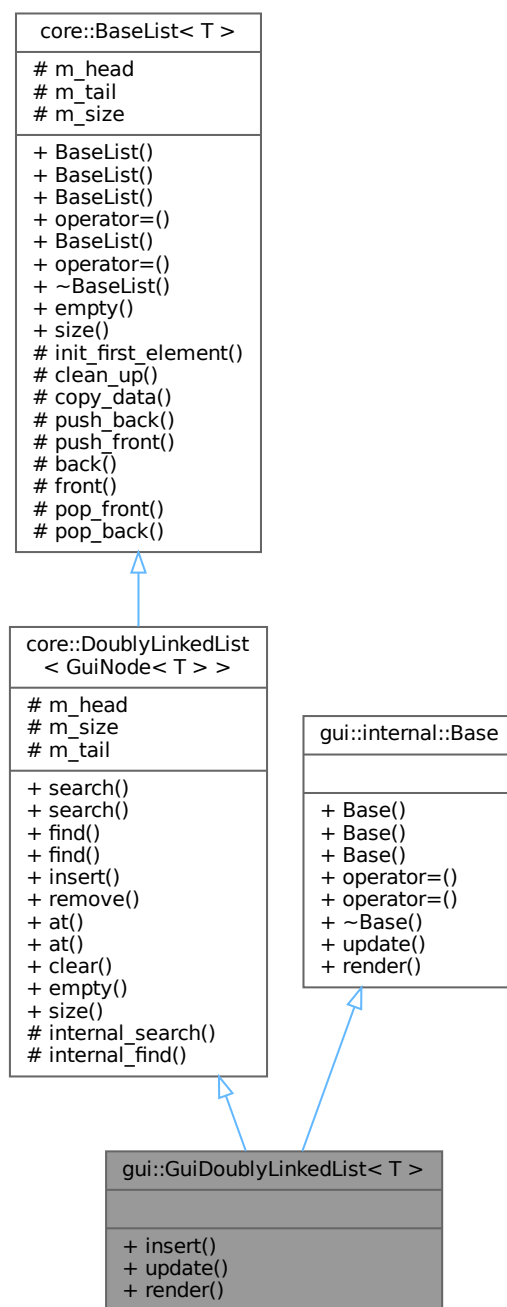 core::BaseList< T >
# m_head
# m_tail
# m_size
+ BaseList()
+ BaseList()
+ BaseList()
+ operator=()
+ BaseList()
+ operator=()
+ ~BaseList()
+ empty()
+ size()
# init_first_element()
# clean_up()
# copy_data()
# push_back()
# push_front()
# back()
# front()
# pop_front()
# pop_back()
core::DoublyLinkedList
< GuiNode< T > >
# m_head
# m_size
# m_tail
+ search()
+ search()
+ find()
+ find()
+ insert()
+ remove()
+ at()
+ at()
+ clear()
+ empty()
+ size()
# internal_search()
# internal_find()
gui::internal::Base
+ Base()
+ Base()
+ Base()
+ operator=()
+ operator=()
+ ~Base()
+ update()
+ render()
gui::GuiDoublyLinkedList< T >
+ insert()
+ update()
+ render()